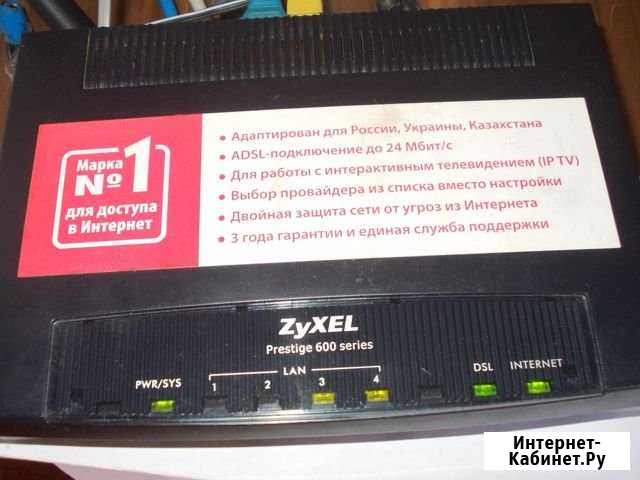 Марка
№1
для доступа
в Интернет
• Адаптирован для России, Украины, Казахстана
• ADSL-подключение до 24 Мбит/с
• Для работы с интерактивным телевидением (IP TV)
• Выбор провайдера из списка вместо настройки
• Двойная защита сети от угроз из Интернета
• 3 года гарантии и единая служба поддержки
ZyXEL
Prestige 600 series
PWR/SYS
LAN
1 2 3 4
DSL INTERNET
Интернет-
Кабинет.Ру